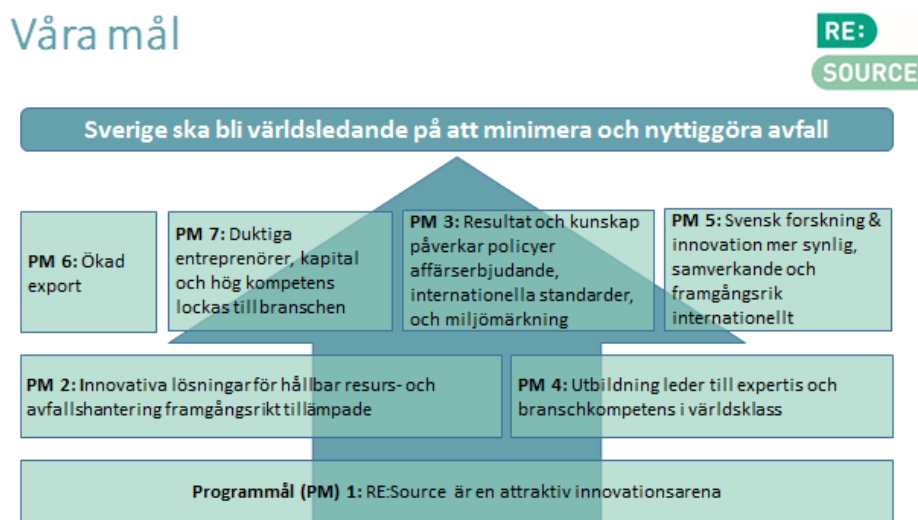 Våra mål
RE:
SOURCE
Sverige ska bli världsledande på att minimera och nyttiggöra avfall
PM 6: Ökad
export
PM 7: Duktiga
entreprenörer, kapital
och hög kompetens
lockas till branschen
PM 3: Resultat och kunskap
påverkar policyer
affärserbjudande,
internationella standarder,
och miljömärkning
PM 5: Svensk forskning &
innovation mer synlig,
samverkande och
framgångsrik
internationellt
PM 2: Innovativa lösningar för hållbar resurs- och
avfallshantering framgångsrikt tillämpade
PM 4: Utbildning leder till expertis och
branschkompetens i världsklass
Programmål (PM) 1: RE:Source är en attraktiv innovationsarena